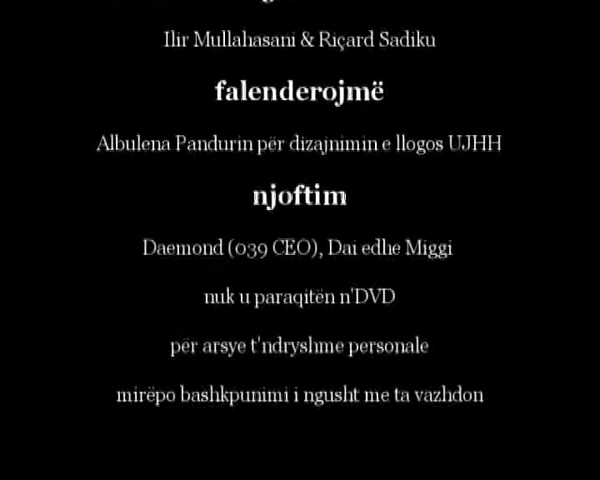 Ilir Mullahasani & Riçard Sadiku
falenderojmë
Albulena Pandurin për dizajnimin e llogos UJHH
njoftim
Daemond (039 CEO), Dai edhe Miggi
nuk u paraqitën n'DVD
për arsye t'ndryshme personale
mirëpo bashkpunimi i ngusht me ta vazhdon